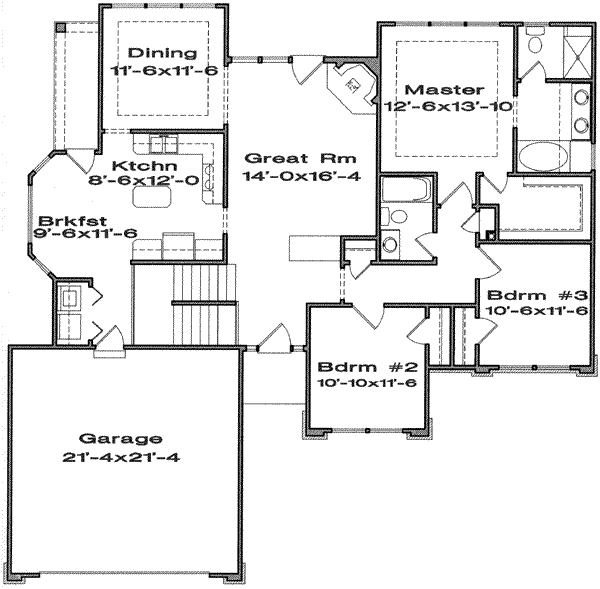 Dining
11'-6x11'-6
Master
12'-6x13'-10
Ktchn
8'-6x12'-0
Great Rm
14'-0x16'-4
Brkfst
9'-6x11'-6
Bdrm #3
10'-6x11'-6
Bdrm #2
10'-10x11'-6
Garage
21'-4x21'-4